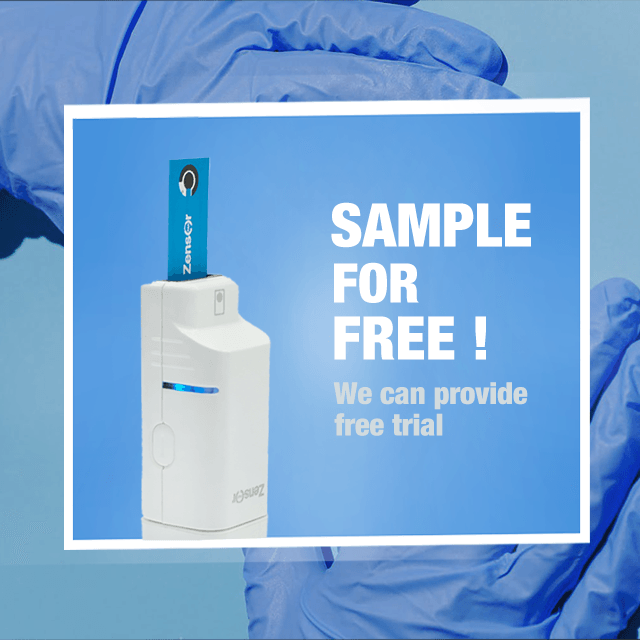 Zensor
SAMPLE
FOR
FREE !
We can provide
free trial
Zensor